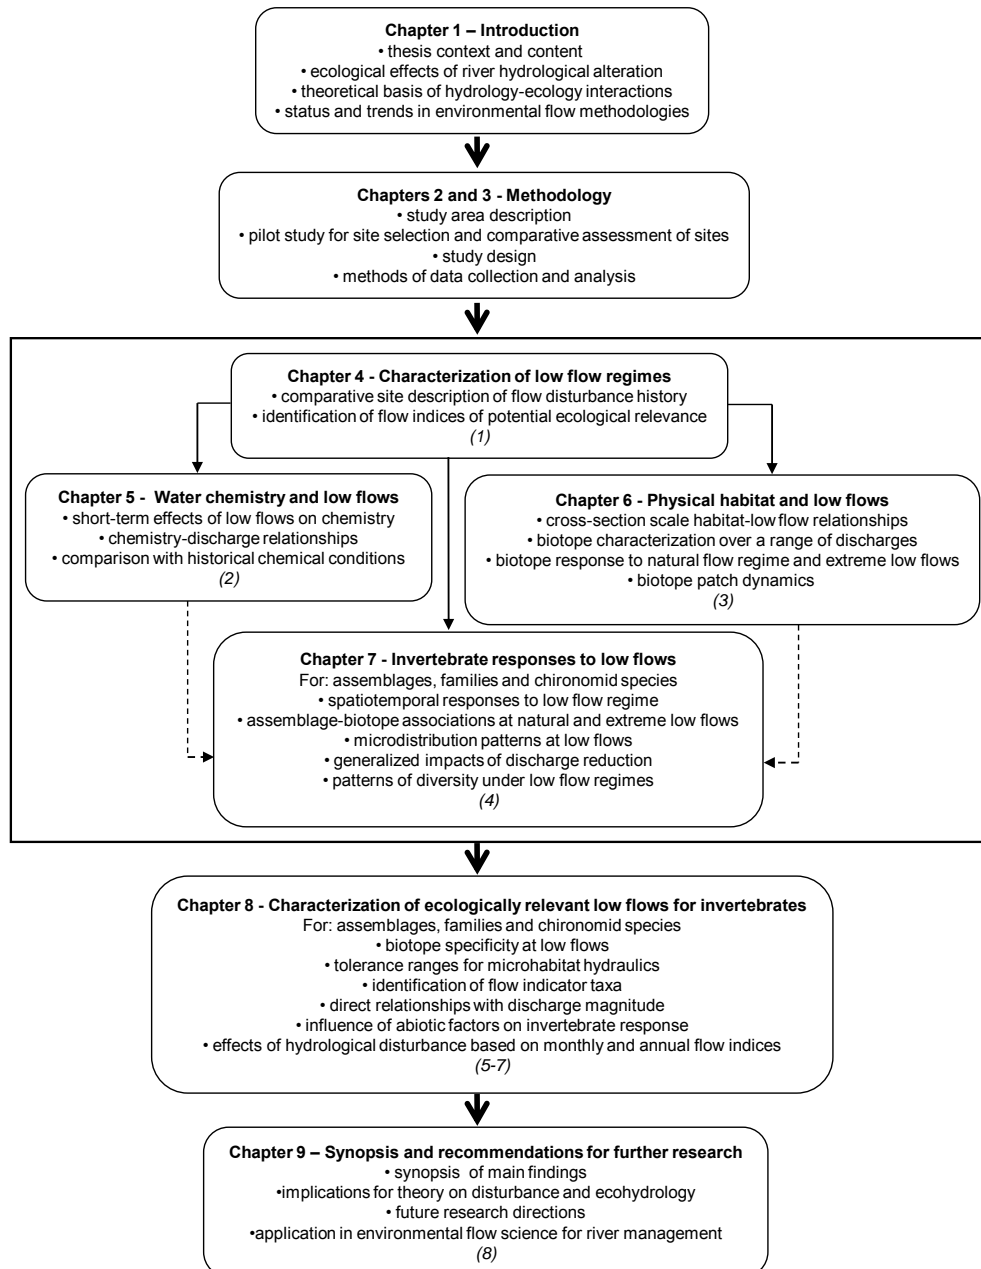 Chapter 1 – Introduction
• thesis context and content
• ecological effects of river hydrological alteration
• theoretical basis of hydrology-ecology interactions
• status and trends in environmental flow methodologies
Chapters 2 and 3 - Methodology
• study area description
• pilot study for site selection and comparative assessment of sites
• study design
• methods of data collection and analysis
Chapter 4 - Characterization of low flow regimes
• comparative site description of flow disturbance history
• identification of flow indices of potential ecological relevance
(1)
Chapter 5 - Water chemistry and low flows
• short-term effects of low flows on chemistry
• chemistry-discharge relationships
• comparison with historical chemical conditions
(2)
Chapter 6 - Physical habitat and low flows
• cross-section scale habitat-low flow relationships
• biotope characterization over a range of discharges
• biotope response to natural flow regime and extreme low flows
• biotope patch dynamics
(3)
Chapter 7 - Invertebrate responses to low flows
For: assemblages, families and chironomid species
• spatiotemporal responses to low flow regime
• assemblage-biotope associations at natural and extreme low flows
• microdistribution patterns at low flows
• generalized impacts of discharge reduction
• patterns of diversity under low flow regimes
(4)
Chapter 8 - Characterization of ecologically relevant low flows for invertebrates
For: assemblages, families and chironomid species
• biotope specificity at low flows
• tolerance ranges for microhabitat hydraulics
• identification of flow indicator taxa
• direct relationships with discharge magnitude
• influence of abiotic factors on invertebrate response
• effects of hydrological disturbance based on monthly and annual flow indices
(5-7)
Chapter 9 – Synopsis and recommendations for further research
• synopsis of main findings
•implications for theory on disturbance and ecohydrology
• future research directions
•application in environmental flow science for river management
(8)